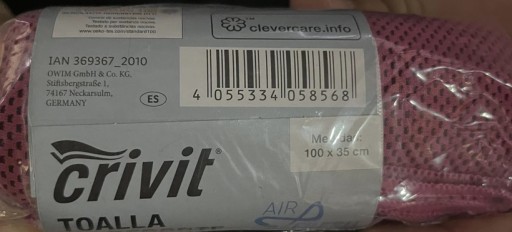 clevercare.info
IAN 369367_2010
OWIM GmbH & Co. KG,
Stiftsbergstraße 1,
74167 Neckarsulm,
GERMANY
ES
4 055334 058568
crivit®
100 x 35 cm
TOALLA
AIR